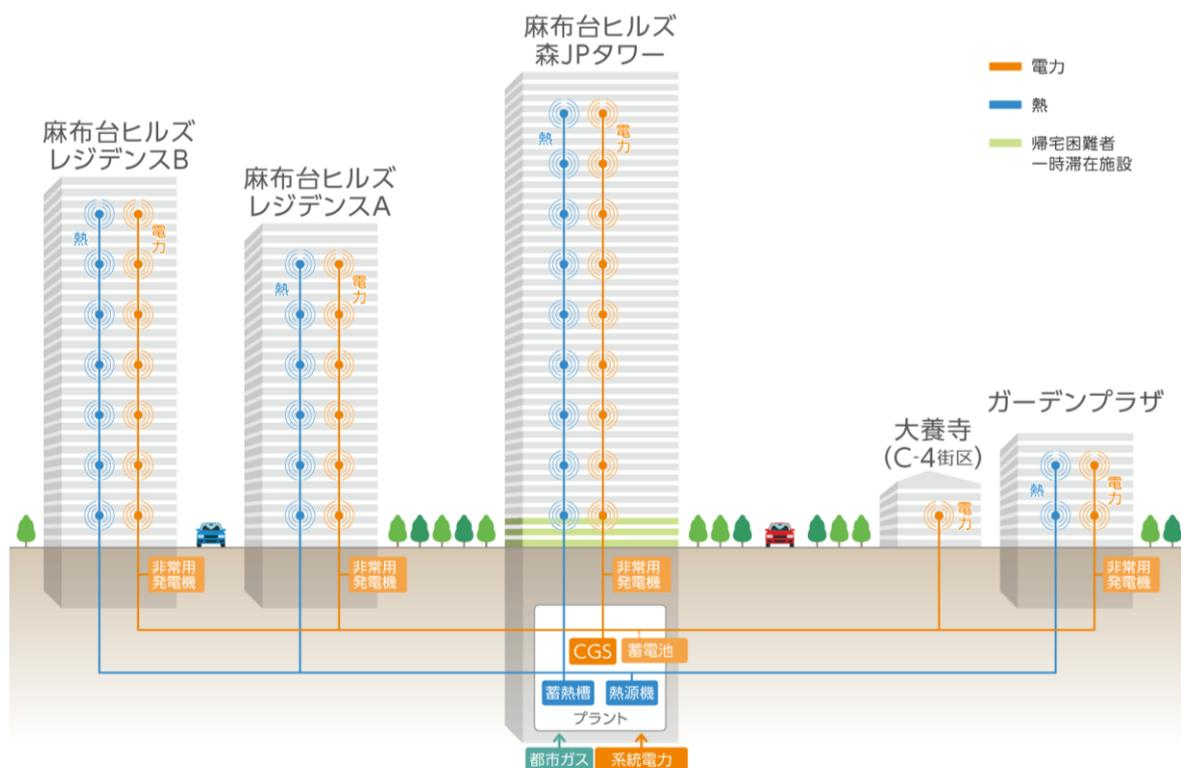 麻布台ヒルズ
森JPタワー
電力
熱
帰宅困難者
一時滞在施設
麻布台ヒルズ
レジデンスB
麻布台ヒルズ
レジデンスA
熱
電力
熱
電力
熱
電力
ガーデンプラザ
大養寺
(C-4街区)
電力
熱
電力
非常用
発電機
非常用
発電機
非常用
発電機
非常用
発電機
CGS
蓄電池
蓄熱槽
熱源機
プラント
都市ガス
系統電力